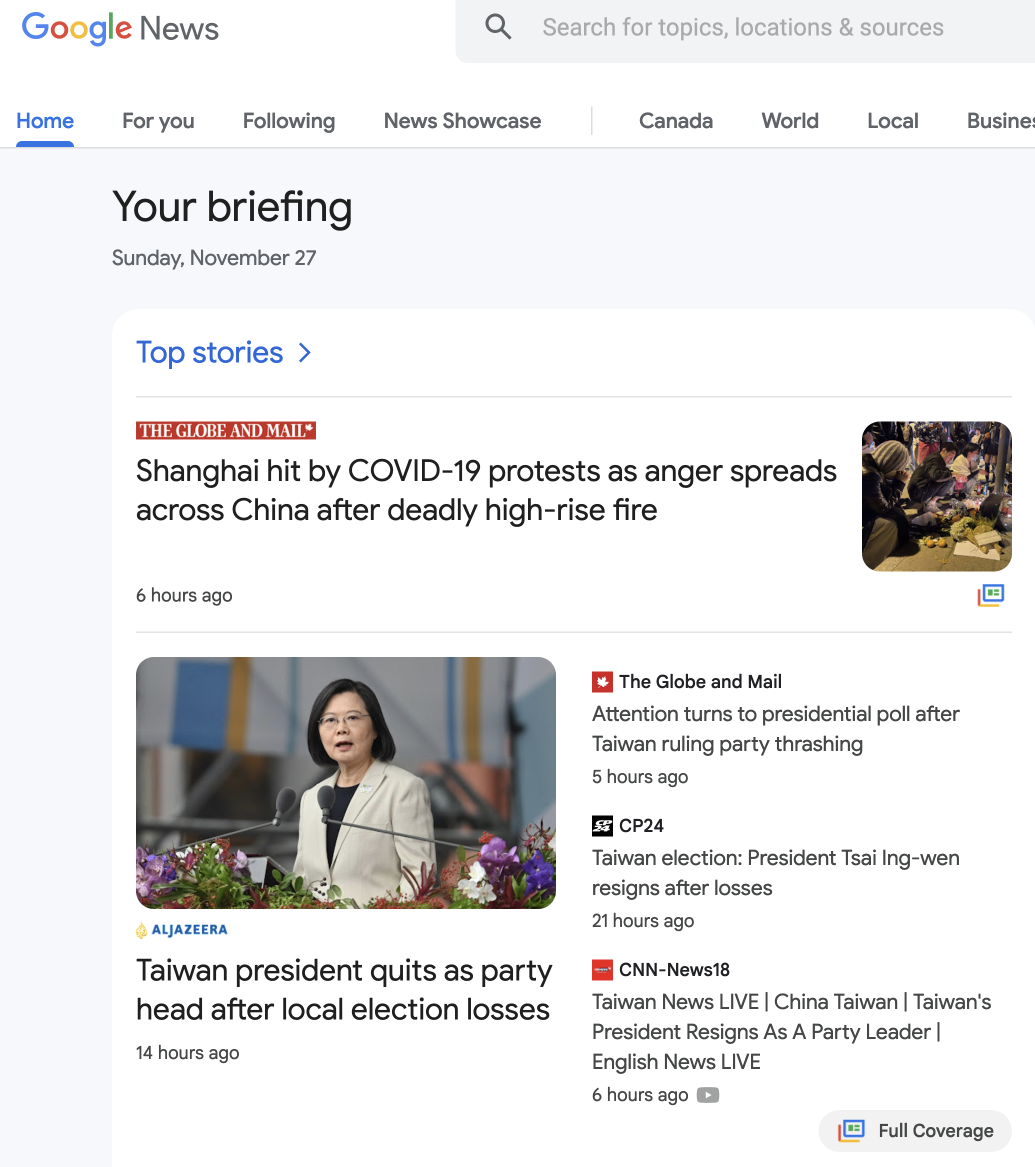 Google News
Search for topics, locations & sources
Home For you Following News Showcase Canada World Local Busines
Your briefing
Sunday, November 27
Top stories
THE GLOBE AND MAIL
Shanghai hit by COVID-19 protests as anger spreads
across China after deadly high-rise fire
6 hours ago
ALJAZEERA
Taiwan president quits as party
head after local election losses
14 hours ago
The Globe and Mail
Attention turns to presidential poll after
Taiwan ruling party thrashing
5 hours ago
CP24
CP24
Taiwan election: President Tsai Ing-wen
resigns after losses
21 hours ago
CNN-News18
Taiwan News LIVE | China Taiwan | Taiwan's
President Resigns As A Party Leader |
English News LIVE
6 hours ago
Full Coverage